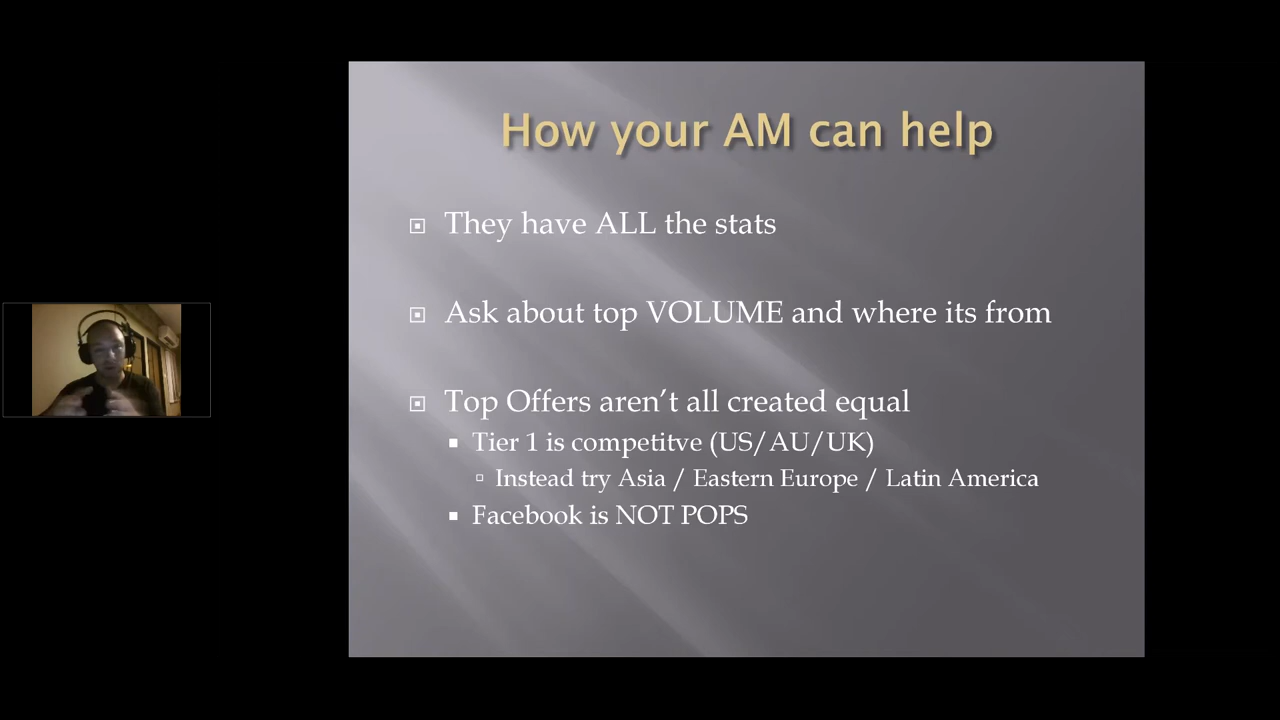 How your AM can help
They have ALL the stats
Ask about top VOLUME and where its from
Top Offers aren’t all created equal
Tier 1 is competitve (US/AU/UK)
Instead try Asia / Eastern Europe / Latin America
Facebook is NOT POPS